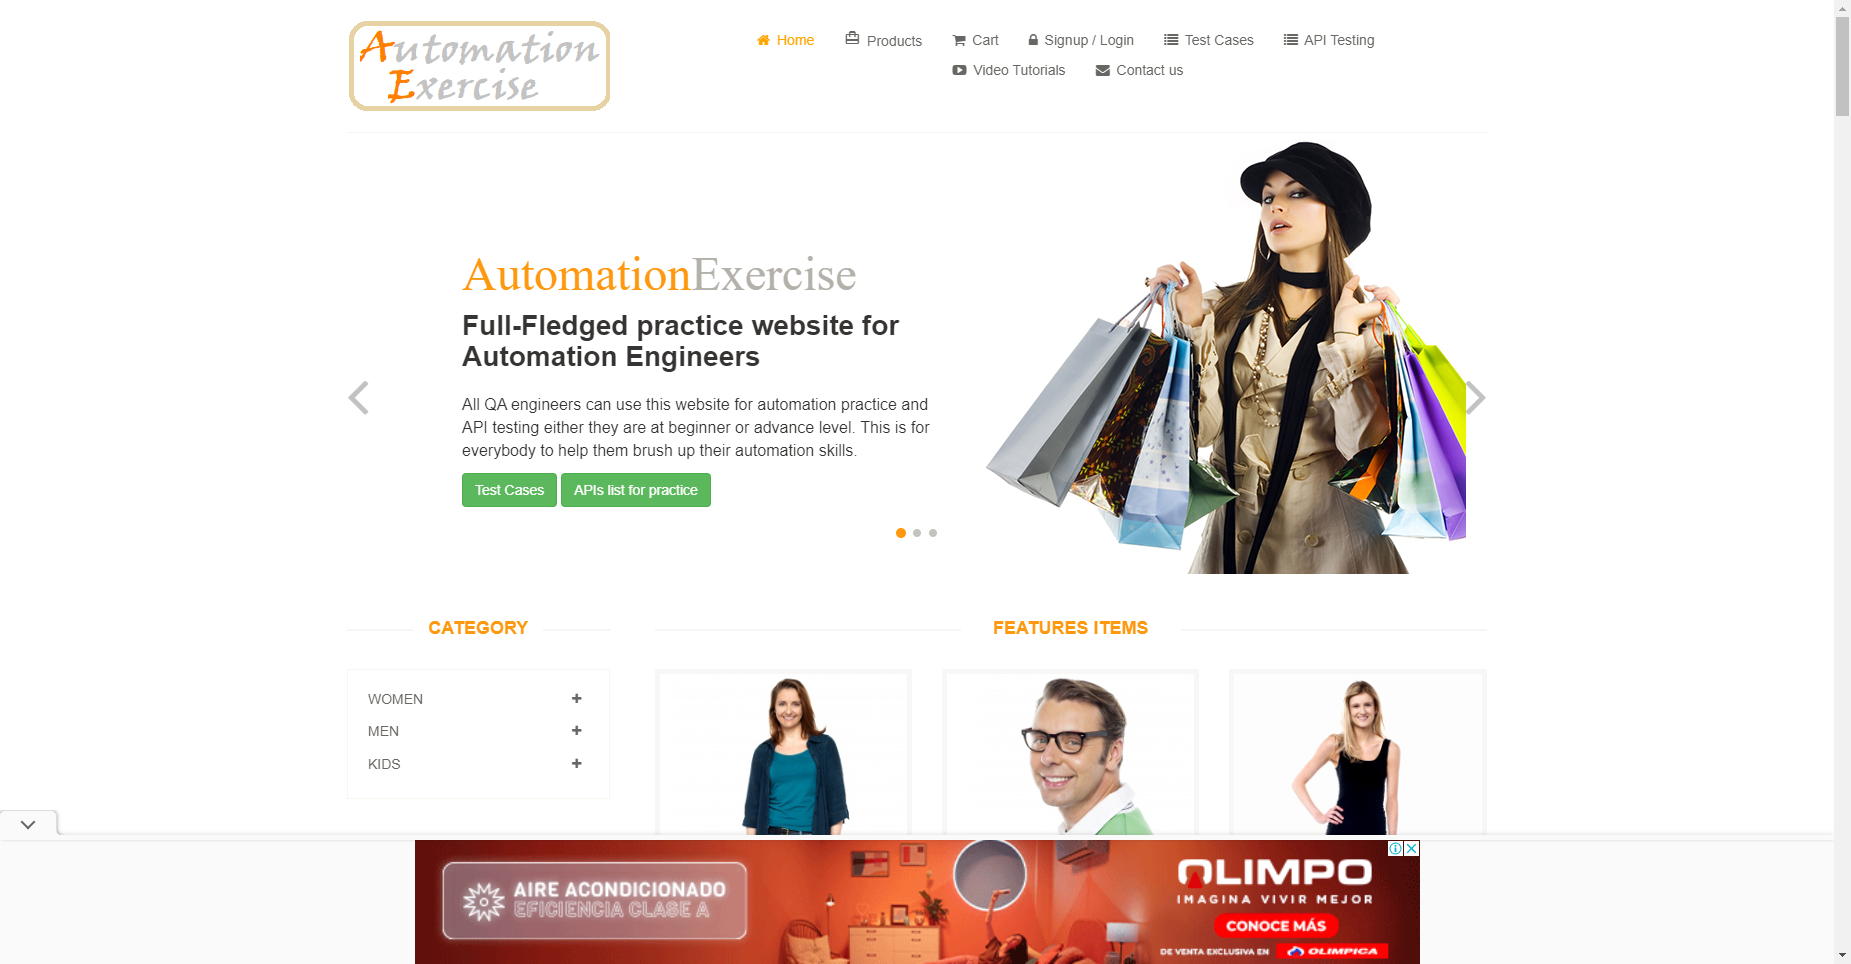 Automation
Exercise
Home
Products
Cart
Signup / Login
Test Cases
API Testing
Video Tutorials
Contact us
AutomationExercise
Full-Fledged practice website for
Automation Engineers
All QA engineers can use this website for automation practice and
API testing either they are at beginner or advance level. This is for
everybody to help them brush up their automation skills.
Test Cases
APIs list for practice
CATEGORY
FEATURES ITEMS
WOMEN
MEN
KIDS
AIRE ACONDICIONADO
EFICIENCIA CLASE A
OLIMPO
IMAGINA VIVIR MEJOR
CONOCE MÁS
DE VENTA EXCLUSIVA EN OLIMPICA